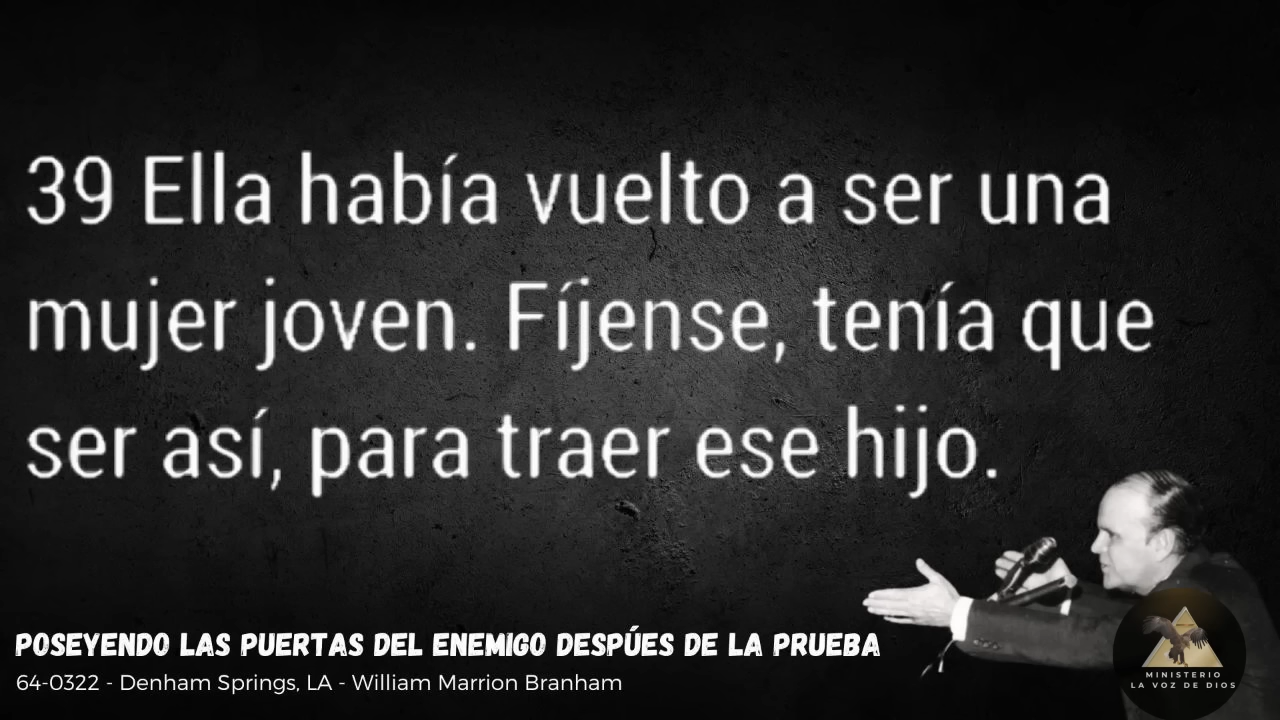 39 Ella había vuelto a ser una
mujer joven. Fíjense, tenía que
ser así, para traer ese hijo.
POSEYENDO LAS PUERTAS DEL ENEMIGO DESPÚES DE LA PRUEBA
64-0322 - Denham Springs, LA - William Marrion Branham
MINISTERIO
LA VOZ DE DIOS